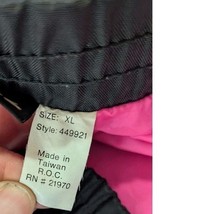 SIZE: XL
Style: 449921
Made in
Taiwan
R.O.C.
RN # 21970